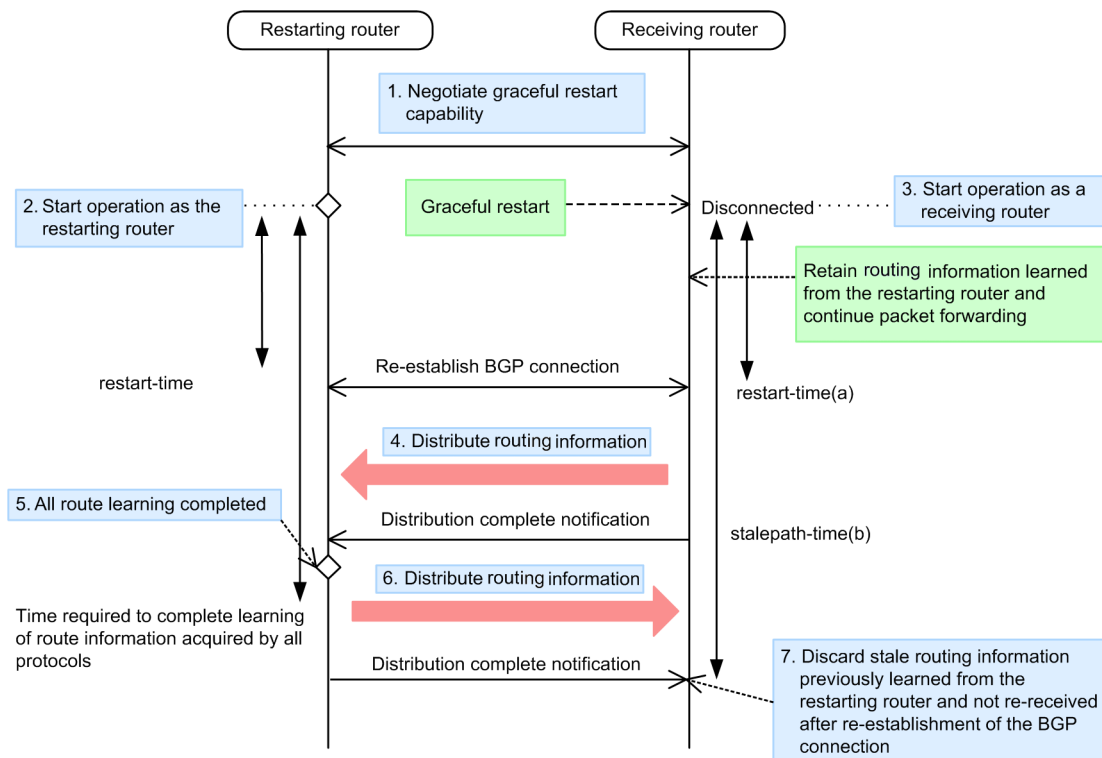 Restarting router
Receiving router
1. Negotiate graceful restart
capability
2. Start operation as the
restarting router
Graceful restart
Disconnected
3. Start operation as a
receiving router
Retain routing information learned
from the restarting router and
continue packet forwarding
Re-establish BGP connection
restart-time
restart-time(a)
4. Distribute routing information
5. All route learning completed
Distribution complete notification
stalepath-time(b)
6. Distribute routing information
Time required to complete learning
of route information acquired by all
protocols
Distribution complete notification
7. Discard stale routing information
previously learned from the
restarting router and not re-received
after re-establishment of the BGP
connection